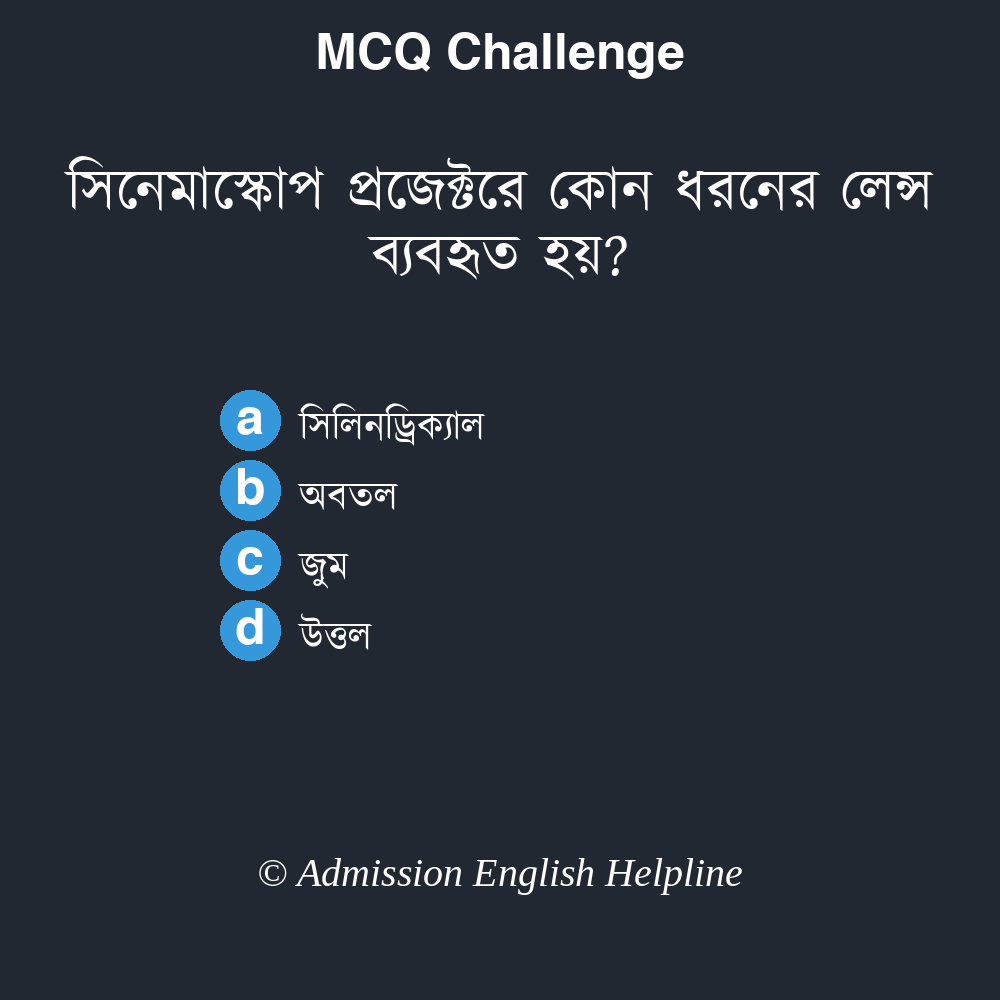 MCQ Challenge
সিনেমাস্কোপ প্রজেক্টরে কোন ধরনের লেন্স
ব্যবহৃত হয়?
a সিলিনড্রিক্যাল
b অবতল
c জুম
d উত্তল
© Admission English Helpline